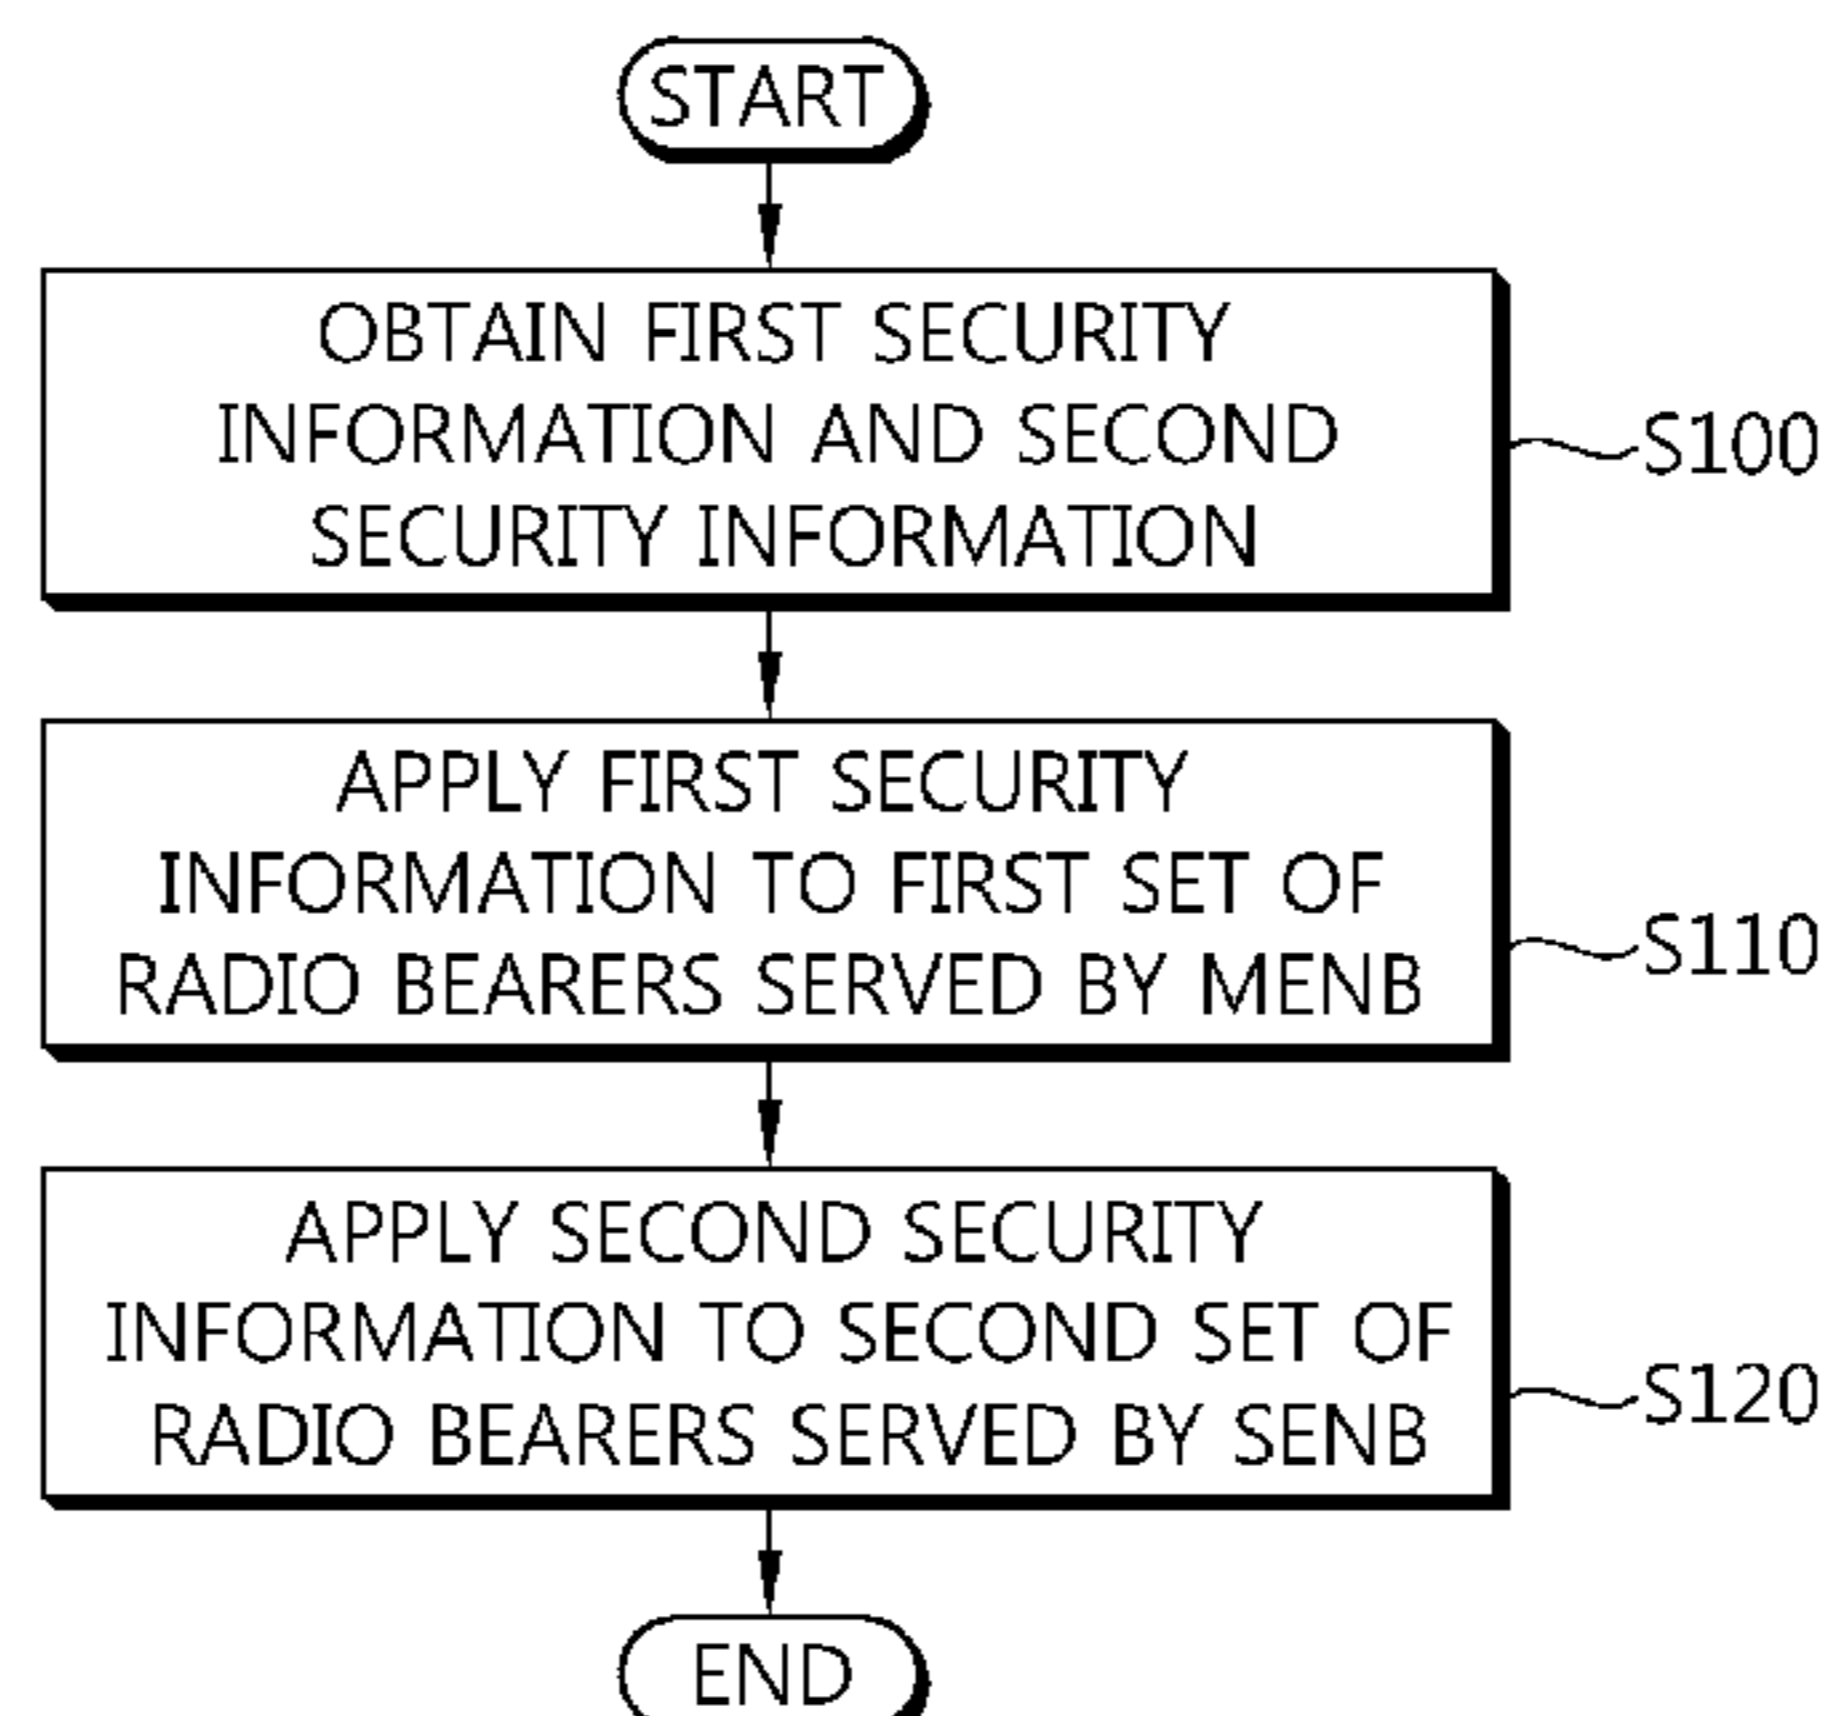 START
OBTAIN FIRST SECURITY
INFORMATION AND SECOND
SECURITY INFORMATION
S100
APPLY FIRST SECURITY
INFORMATION TO FIRST SET OF
RADIO BEARERS SERVED BY MENB
S110
APPLY SECOND SECURITY
INFORMATION TO SECOND SET OF
RADIO BEARERS SERVED BY SENB
S120
END